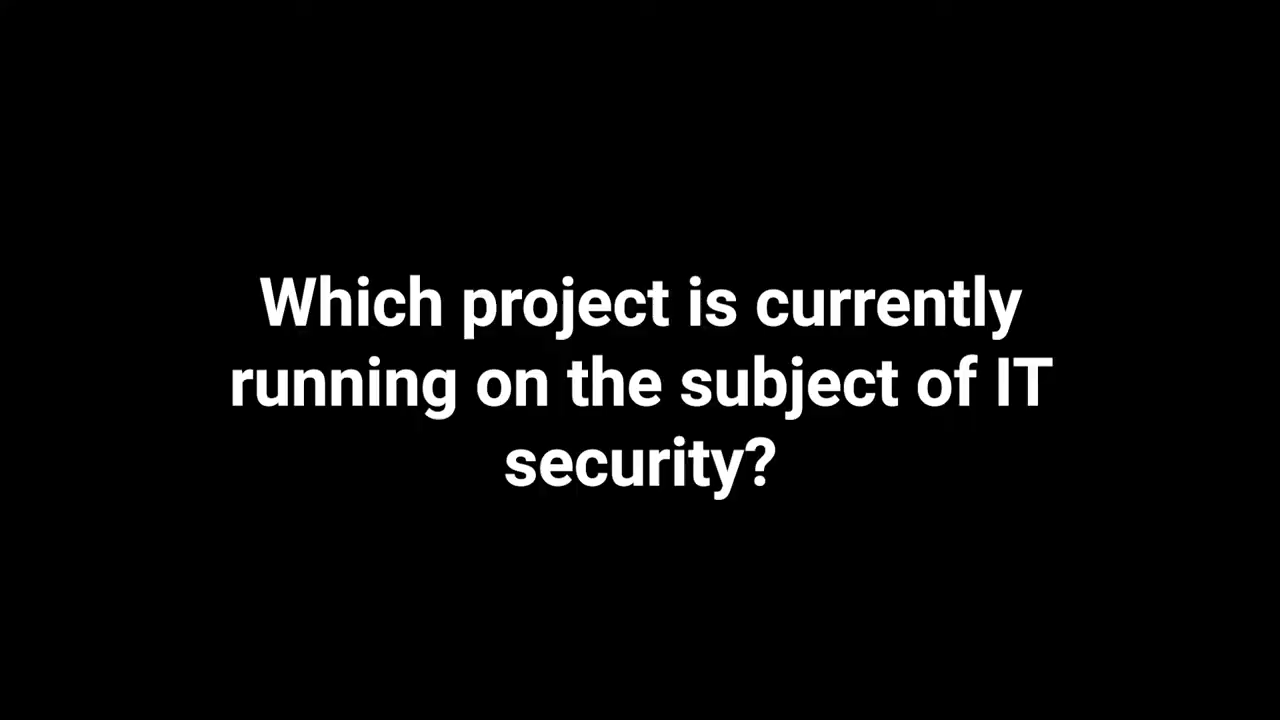 Which project is currently
running on the subject of IT
security?